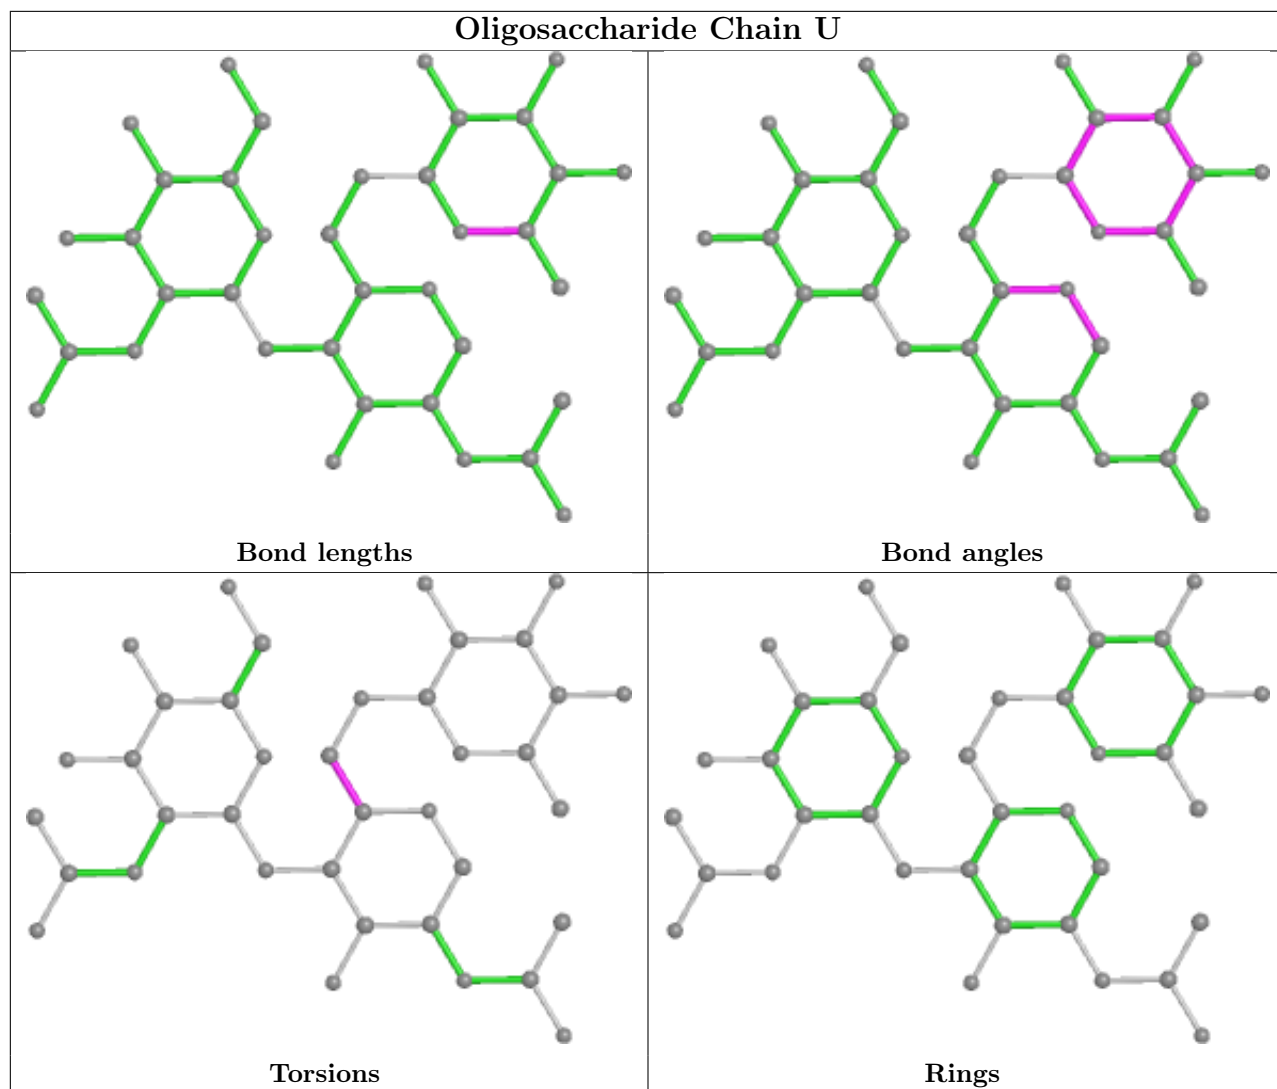 Oligosaccharide Chain U
Bond lengths
Bond angles
Torsions
Rings